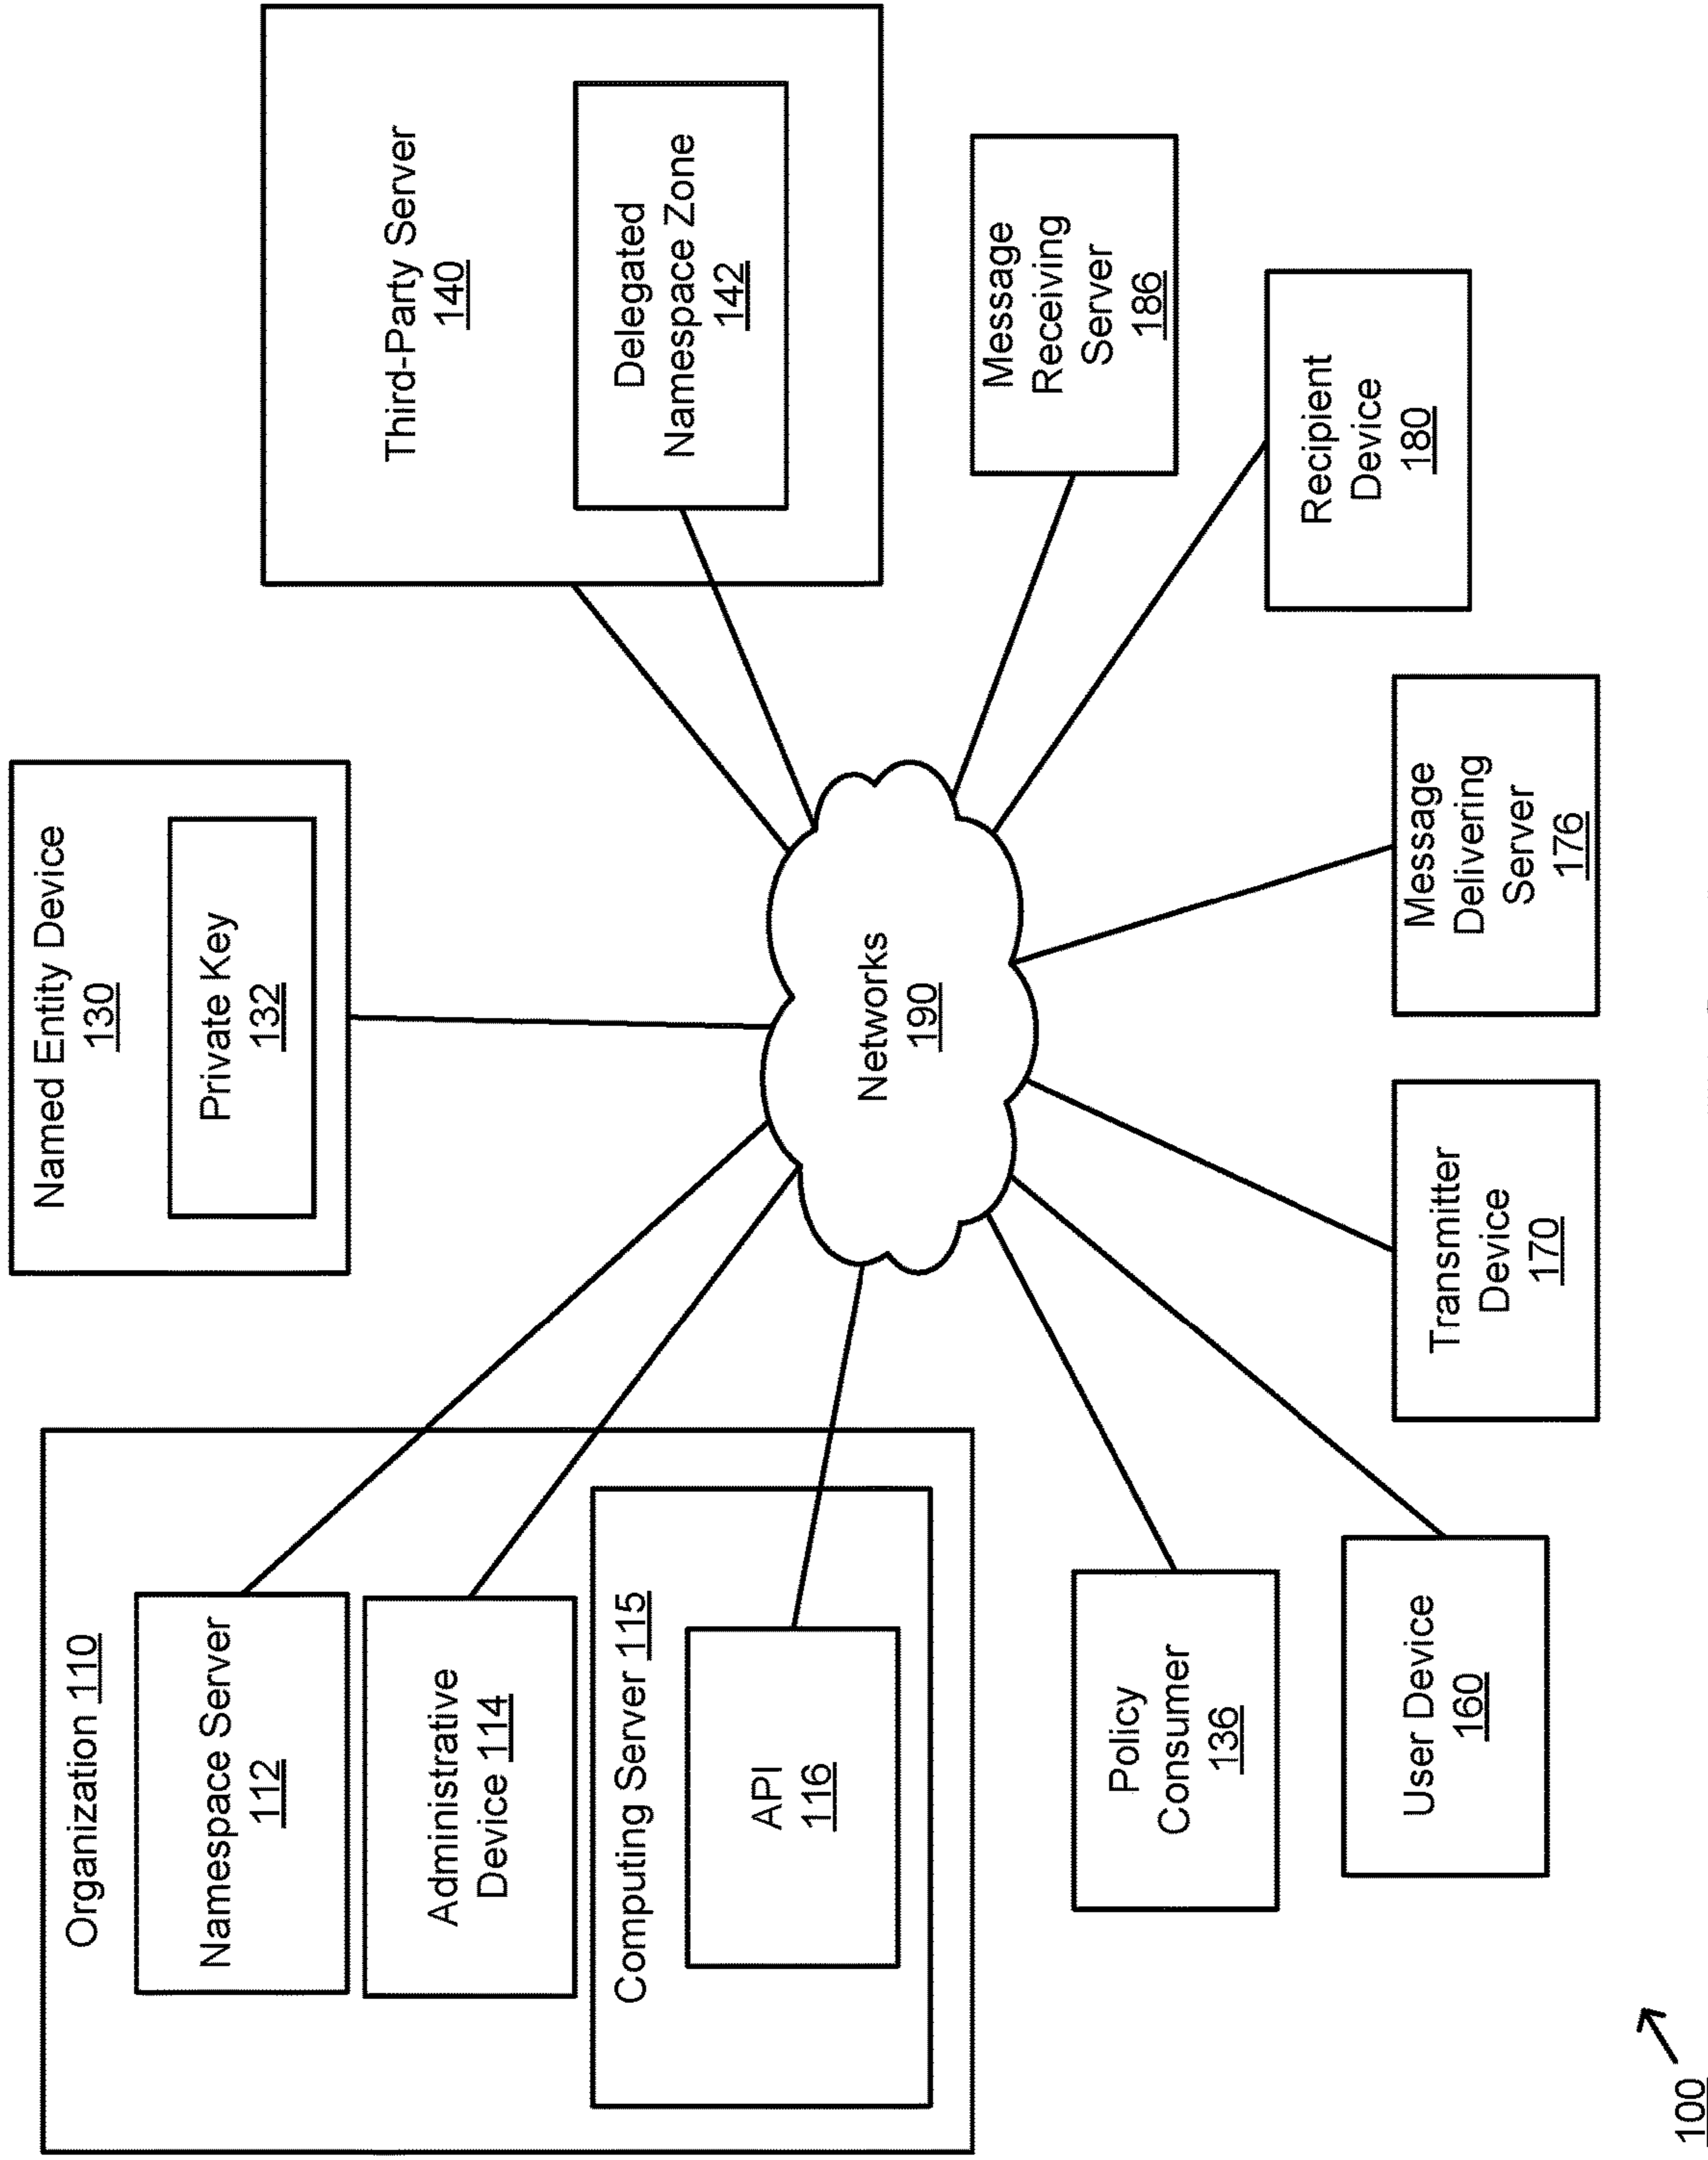 Organization 110
Namespace Server
112
Administrative
Device 114
Computing Server 115
API
116
Named Entity Device
130
Private Key
132
Third-Party Server
140
Delegated
Namespace Zone
142
Networks
190
Policy
Consumer
136
User Device
160
Transmitter
Device
170
Message
Delivering
Server
176
Recipient
Device
180
Message
Receiving
Server
186
100